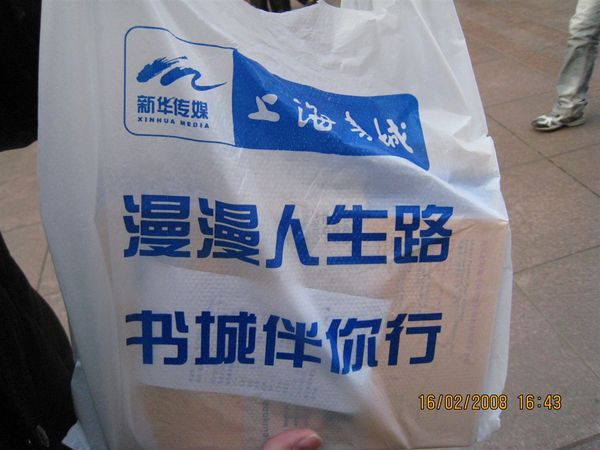 新华传媒
XINHUA MEDIA
上海书城
漫漫人生路
书城伴你行
16/02/2008 16:43